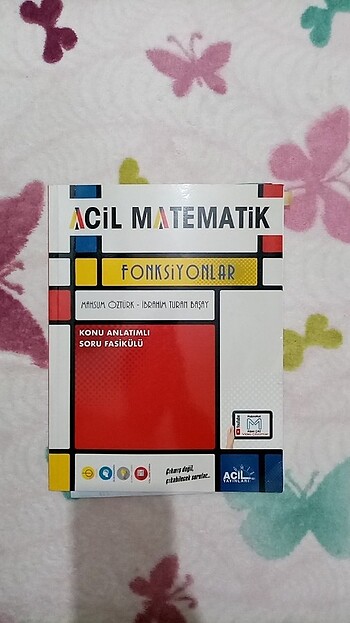 ACİL MATEMATİK
FONKSİYONLAR
MAHSUM ÖZTÜRK - İBRAHİM TURAN BAŞAY
KONU ANLATIMLI
SORU FASİKÜLÜ
Çıkmış değil,
çıkabilecek sorular...
ACİL
YAYINLARI